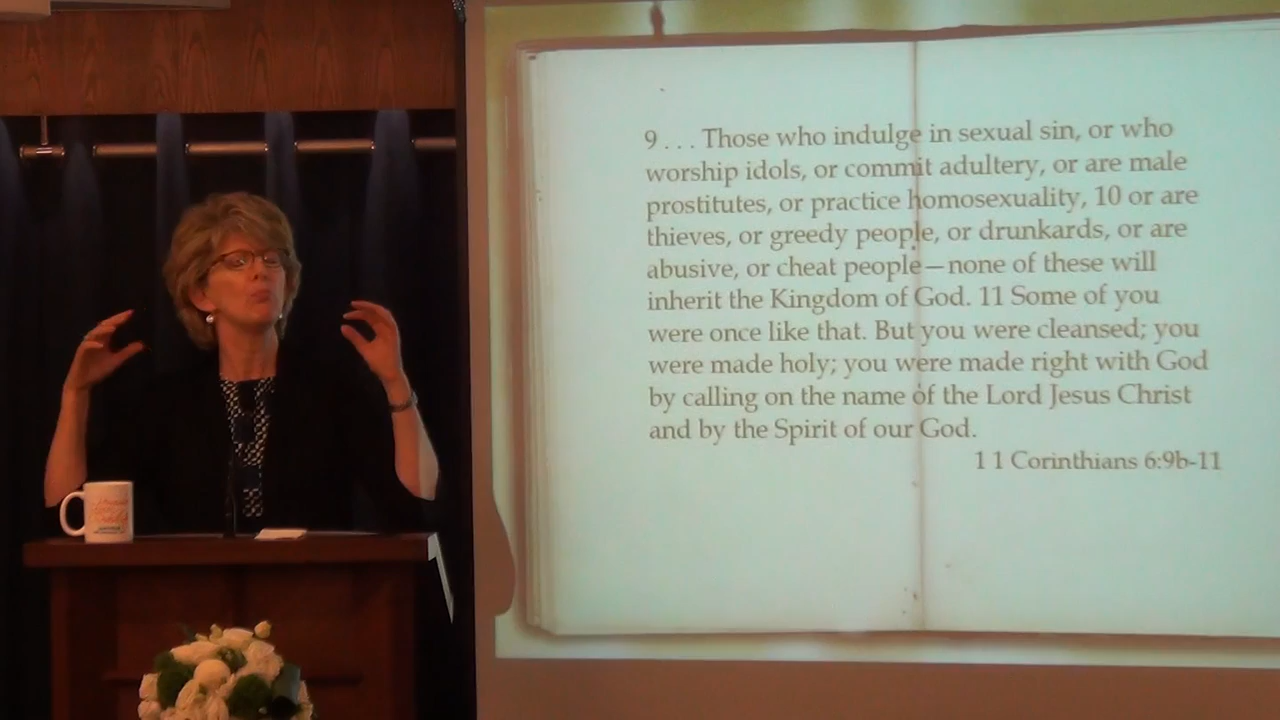 9 . . . Those who indulge in sexual sin, or who
worship idols, or commit adultery, or are male
prostitutes, or practice homosexuality, 10 or are
thieves, or greedy people, or drunkards, or are
abusive, or cheat people—none of these will
inherit the Kingdom of God. 11 Some of you
were once like that. But you were cleansed; you
were made holy; you were made right with God
by calling on the name of the Lord Jesus Christ
and by the Spirit of our God.
1 1 Corinthians 6:9b-11